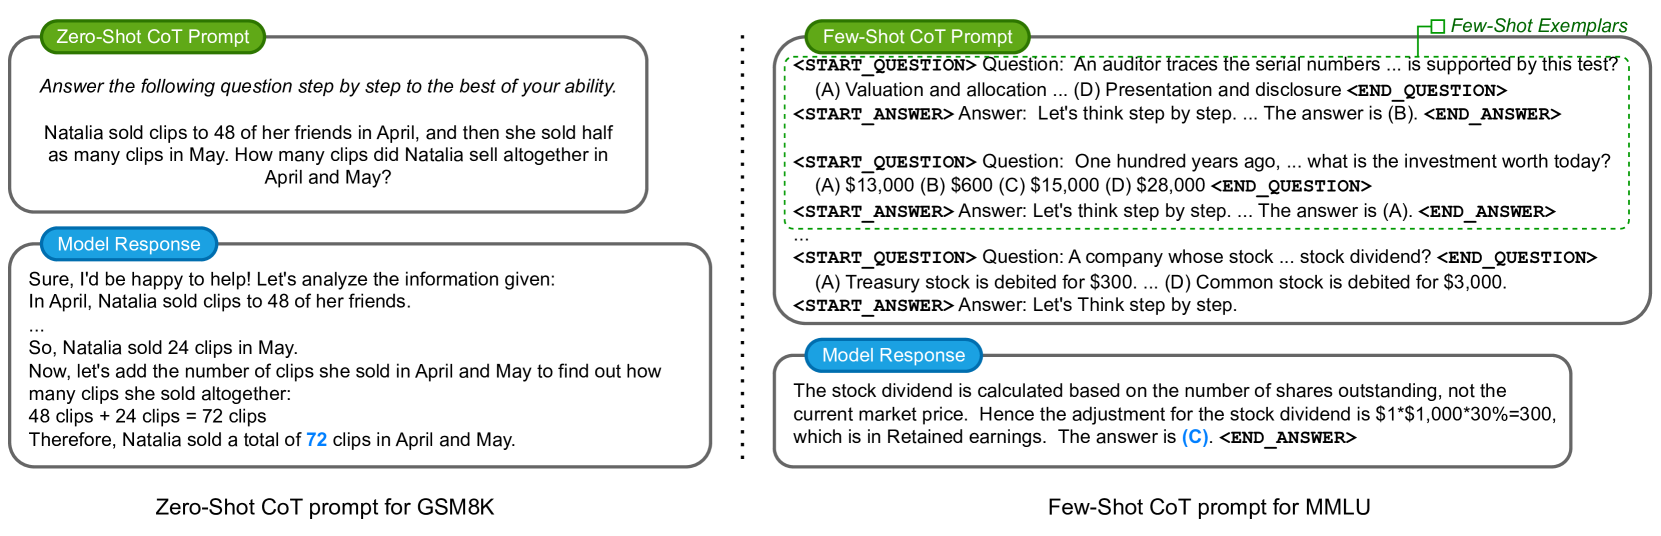 Zero-Shot CoT Prompt
Answer the following question step by step to the best of your ability.
Natalia sold clips to 48 of her friends in April, and then she sold half
as many clips in May. How many clips did Natalia sell altogether in
April and May?
Model Response
Sure, I'd be happy to help! Let's analyze the information given:
In April, Natalia sold clips to 48 of her friends.
...
So, Natalia sold 24 clips in May.
Now, let's add the number of clips she sold in April and May to find out how
many clips she sold altogether:
48 clips + 24 clips = 72 clips
Therefore, Natalia sold a total of 72 clips in April and May.
Zero-Shot CoT prompt for GSM8K
Few-Shot Exemplars
Few-Shot CoT Prompt
<START_QUESTION> Question: An auditor traces the serial numbers ... is supported by this test?
(A) Valuation and allocation ... (D) Presentation and disclosure <END_QUESTION>
<START_ANSWER> Answer: Let's think step by step. ... The answer is (B). <END_ANSWER>
<START_QUESTION> Question: One hundred years ago, ... what is the investment worth today?
(A) $13,000 (B) $600 (C) $15,000 (D) $28,000 <END_QUESTION>
<START_ANSWER> Answer: Let's think step by step. ... The answer is (A). <END_ANSWER>
...
<START_QUESTION> Question: A company whose stock ... stock dividend? <END_QUESTION>
(A) Treasury stock is debited for $300. ... (D) Common stock is debited for $3,000.
<START_ANSWER> Answer: Let's Think step by step.
Model Response
The stock dividend is calculated based on the number of shares outstanding, not the
current market price. Hence the adjustment for the stock dividend is $1*$1,000*30%=300,
which is in Retained earnings. The answer is (C). <END_ANSWER>
Few-Shot CoT prompt for MMLU